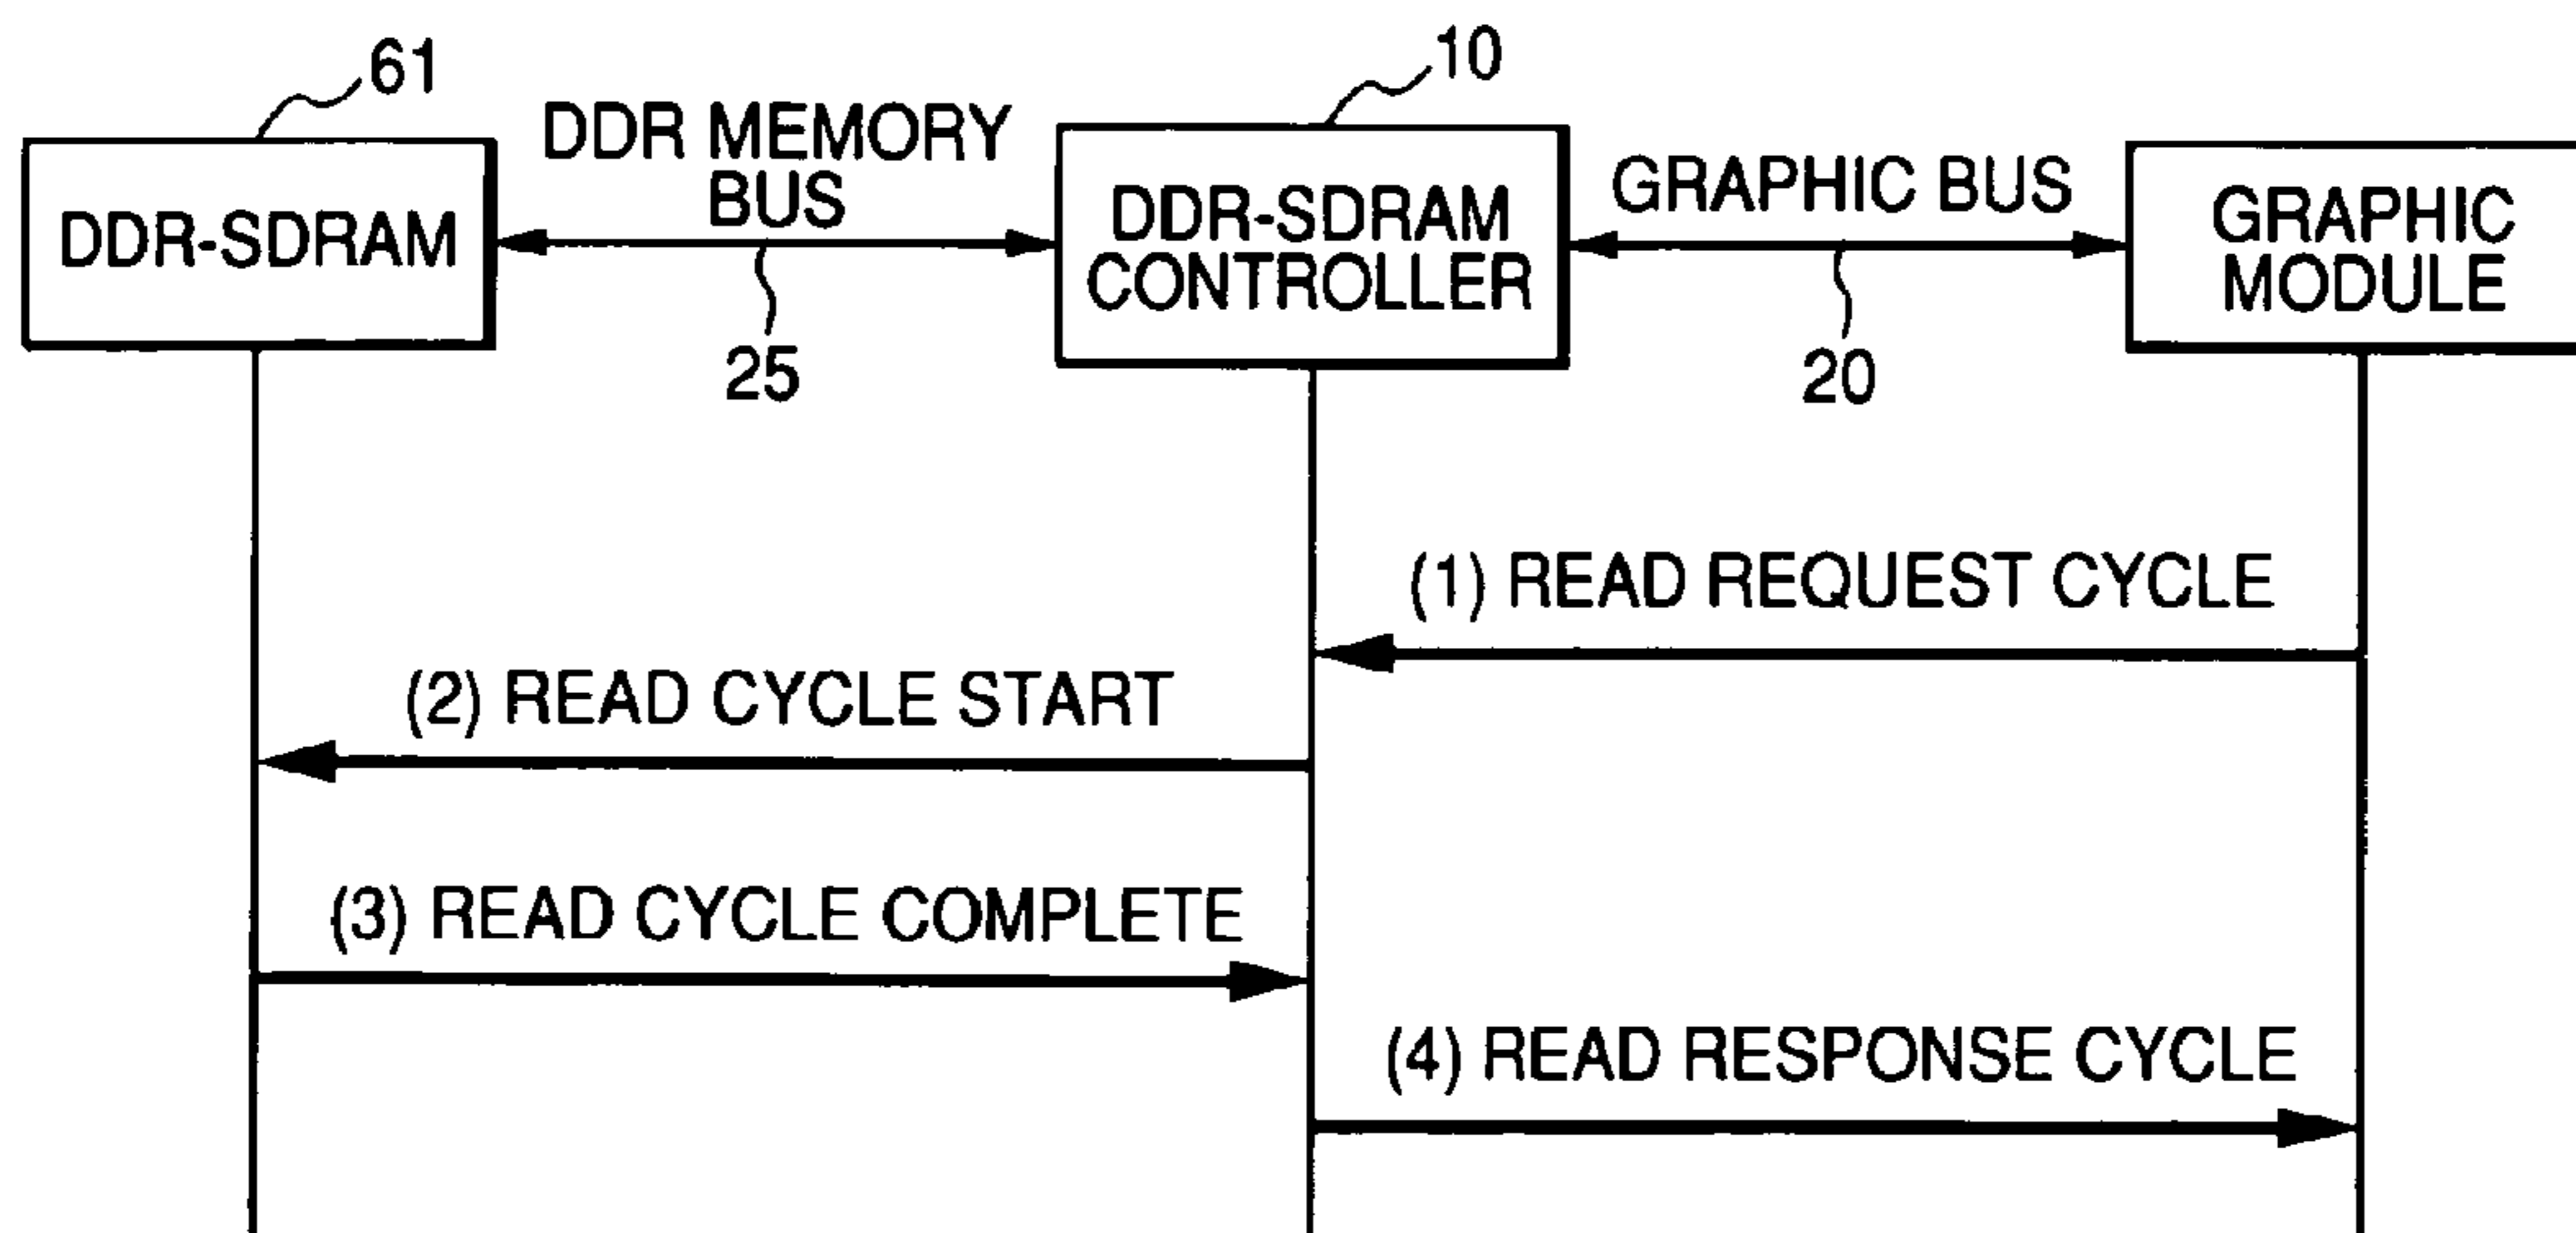 61
10
DDR MEMORY
BUS
GRAPHIC BUS
DDR-SDRAM
DDR-SDRAM
CONTROLLER
GRAPHIC
MODULE
25
20
(1) READ REQUEST CYCLE
(2) READ CYCLE START
(3) READ CYCLE COMPLETE
(4) READ RESPONSE CYCLE